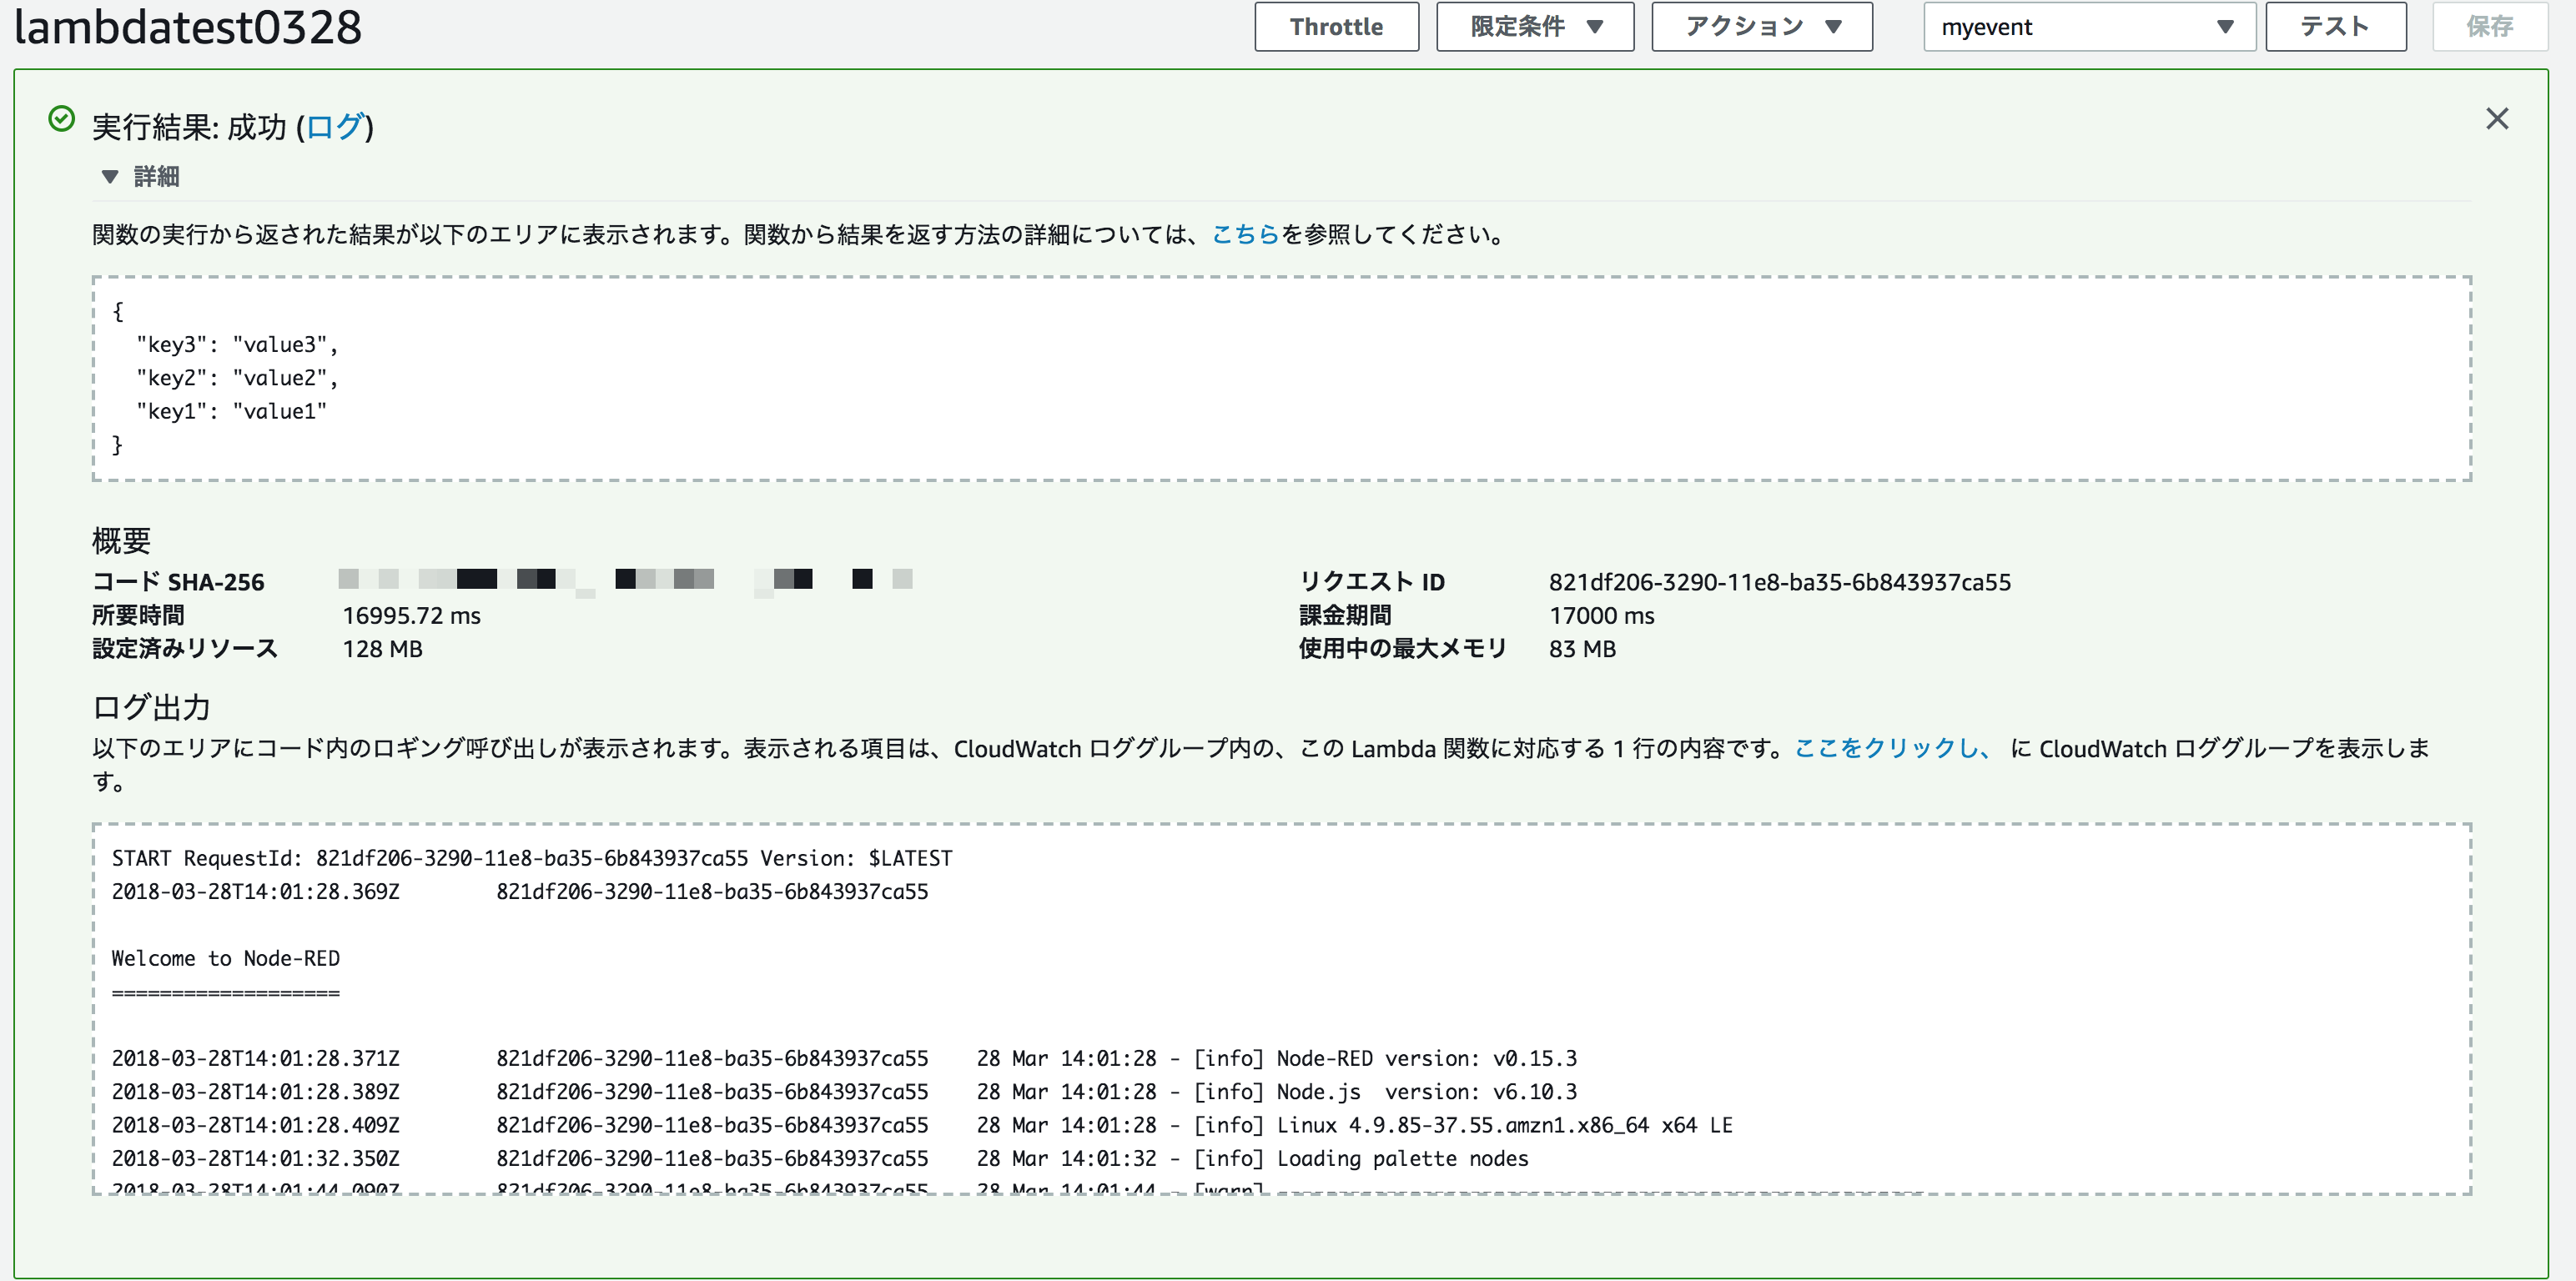 lambdatest0328
Throttle
限定条件
アクション
myevent
テスト
保存
実行結果: 成功 (ログ)
詳細
関数の実行から返された結果が以下のエリアに表示されます。関数から結果を返す方法の詳細については、こちらを参照してください。
{
  "key3": "value3",
  "key2": "value2",
  "key1": "value1"
}
概要
コード SHA-256
リクエスト ID 821df206-3290-11e8-ba35-6b843937ca55
所要時間 16995.72 ms
課金期間 17000 ms
設定済みリソース 128 MB
使用中の最大メモリ 83 MB
ログ出力
以下のエリアにコード内のロギング呼び出しが表示されます。表示される項目は、CloudWatch ロググループ内の、この Lambda 関数に対応する 1 行の内容です。ここをクリックし、 に CloudWatch ロググループを表示しま
す。
START RequestId: 821df206-3290-11e8-ba35-6b843937ca55 Version: $LATEST
2018-03-28T14:01:28.369Z 821df206-3290-11e8-ba35-6b843937ca55
Welcome to Node-RED
===================
2018-03-28T14:01:28.371Z 821df206-3290-11e8-ba35-6b843937ca55 28 Mar 14:01:28 - [info] Node-RED version: v0.15.3
2018-03-28T14:01:28.389Z 821df206-3290-11e8-ba35-6b843937ca55 28 Mar 14:01:28 - [info] Node.js  version: v6.10.3
2018-03-28T14:01:28.409Z 821df206-3290-11e8-ba35-6b843937ca55 28 Mar 14:01:28 - [info] Linux 4.9.85-37.55.amzn1.x86_64 x64 LE
2018-03-28T14:01:32.350Z 821df206-3290-11e8-ba35-6b843937ca55 28 Mar 14:01:32 - [info] Loading palette nodes
2018-03-28T14:01:44.090Z 821df206-3290-11e8-ba35-6b843937ca55 28 Mar 14:01:44 - [warn]